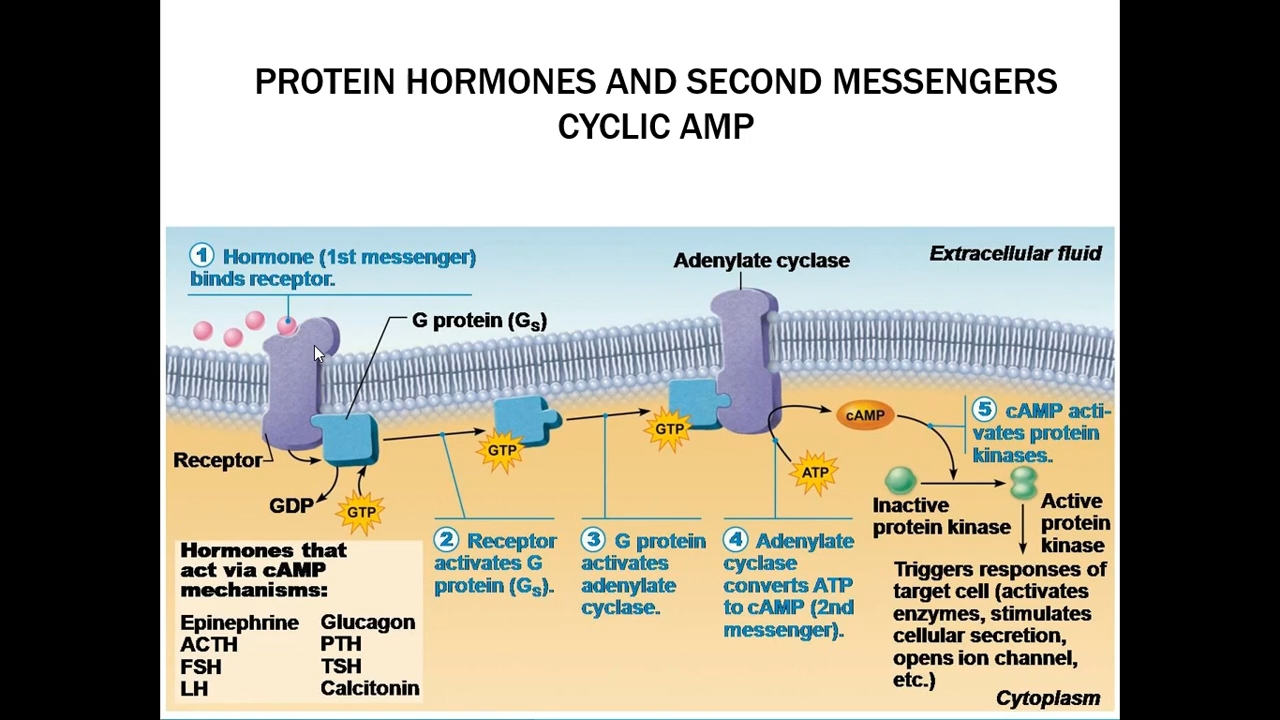 PROTEIN HORMONES AND SECOND MESSENGERS
CYCLIC AMP
1 Hormone (1st messenger)
binds receptor.
Adenylate cyclase
Extracellular fluid
G protein (Gs)
Receptor
GDP
GTP
GTP
GTP
ATP
cAMP
5 cAMP acti-
vates protein
kinases.
Inactive
protein kinase
Active
protein
kinase
2 Receptor
activates G
protein (Gs).
3 G protein
activates
adenylate
cyclase.
4 Adenylate
cyclase
converts ATP
to cAMP (2nd
messenger).
Triggers responses of
target cell (activates
enzymes, stimulates
cellular secretion,
opens ion channel,
etc.)
Hormones that
act via cAMP
mechanisms:
Epinephrine Glucagon
ACTH PTH
FSH TSH
LH Calcitonin
Cytoplasm